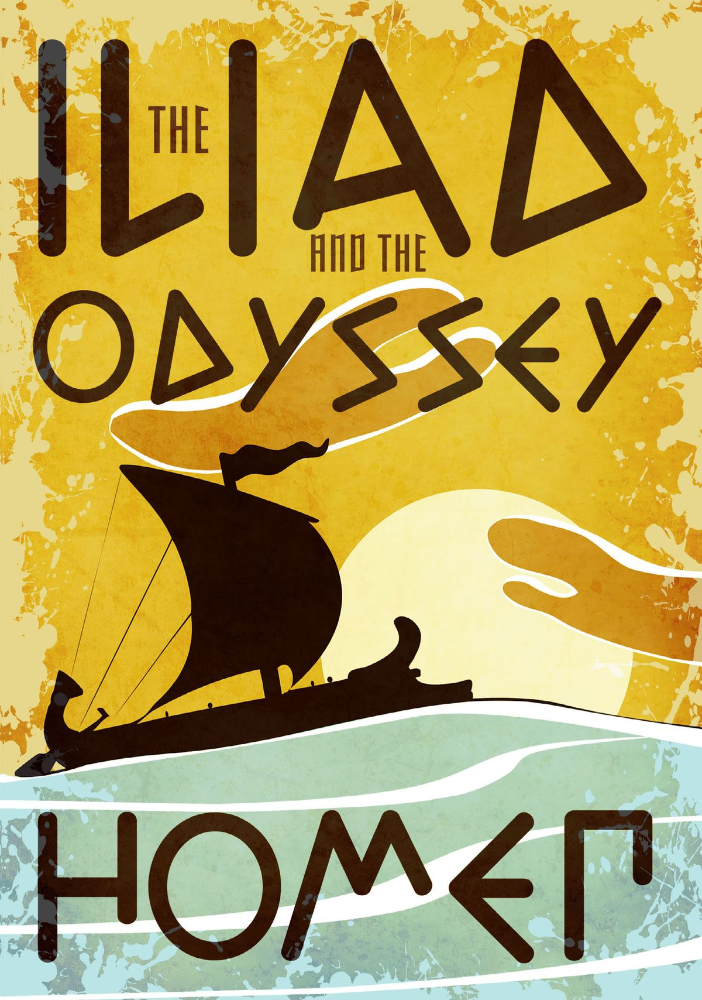 THE
ILIAD
AND THE
ODYSSEY
HOMER